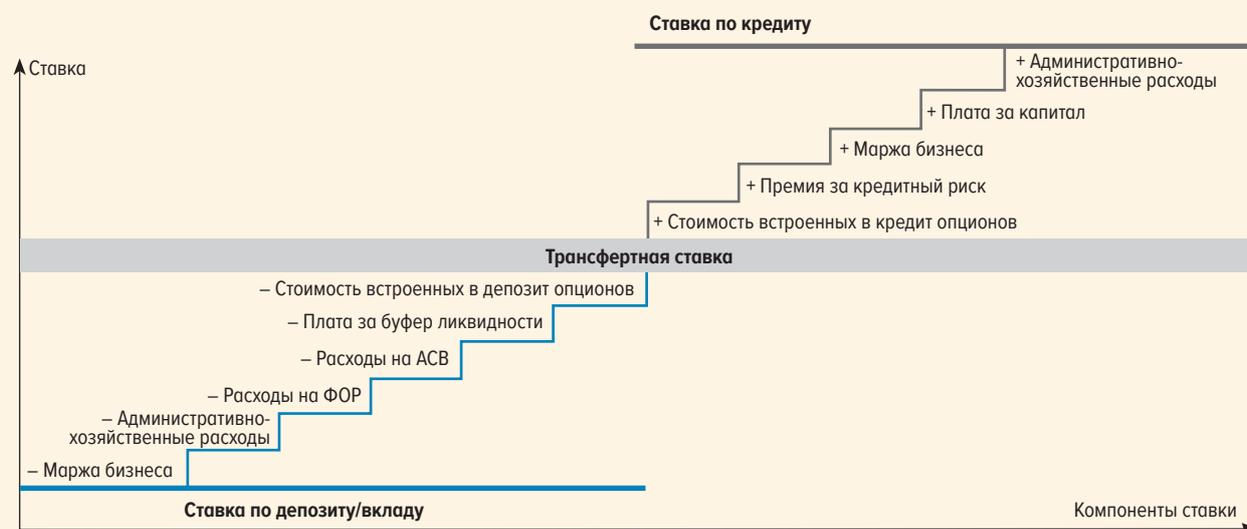 Ставка по кредиту
Ставка
+ Административно-
хозяйственные расходы
+ Плата за капитал
+ Маржа бизнеса
+ Премия за кредитный риск
+ Стоимость встроенных в кредит опционов
Трансфертная ставка
– Стоимость встроенных в депозит опционов
– Плата за буфер ликвидности
– Расходы на АСВ
– Расходы на ФОР
– Административно-
хозяйственные расходы
– Маржа бизнеса
Ставка по депозиту/вкладу
Компоненты ставки